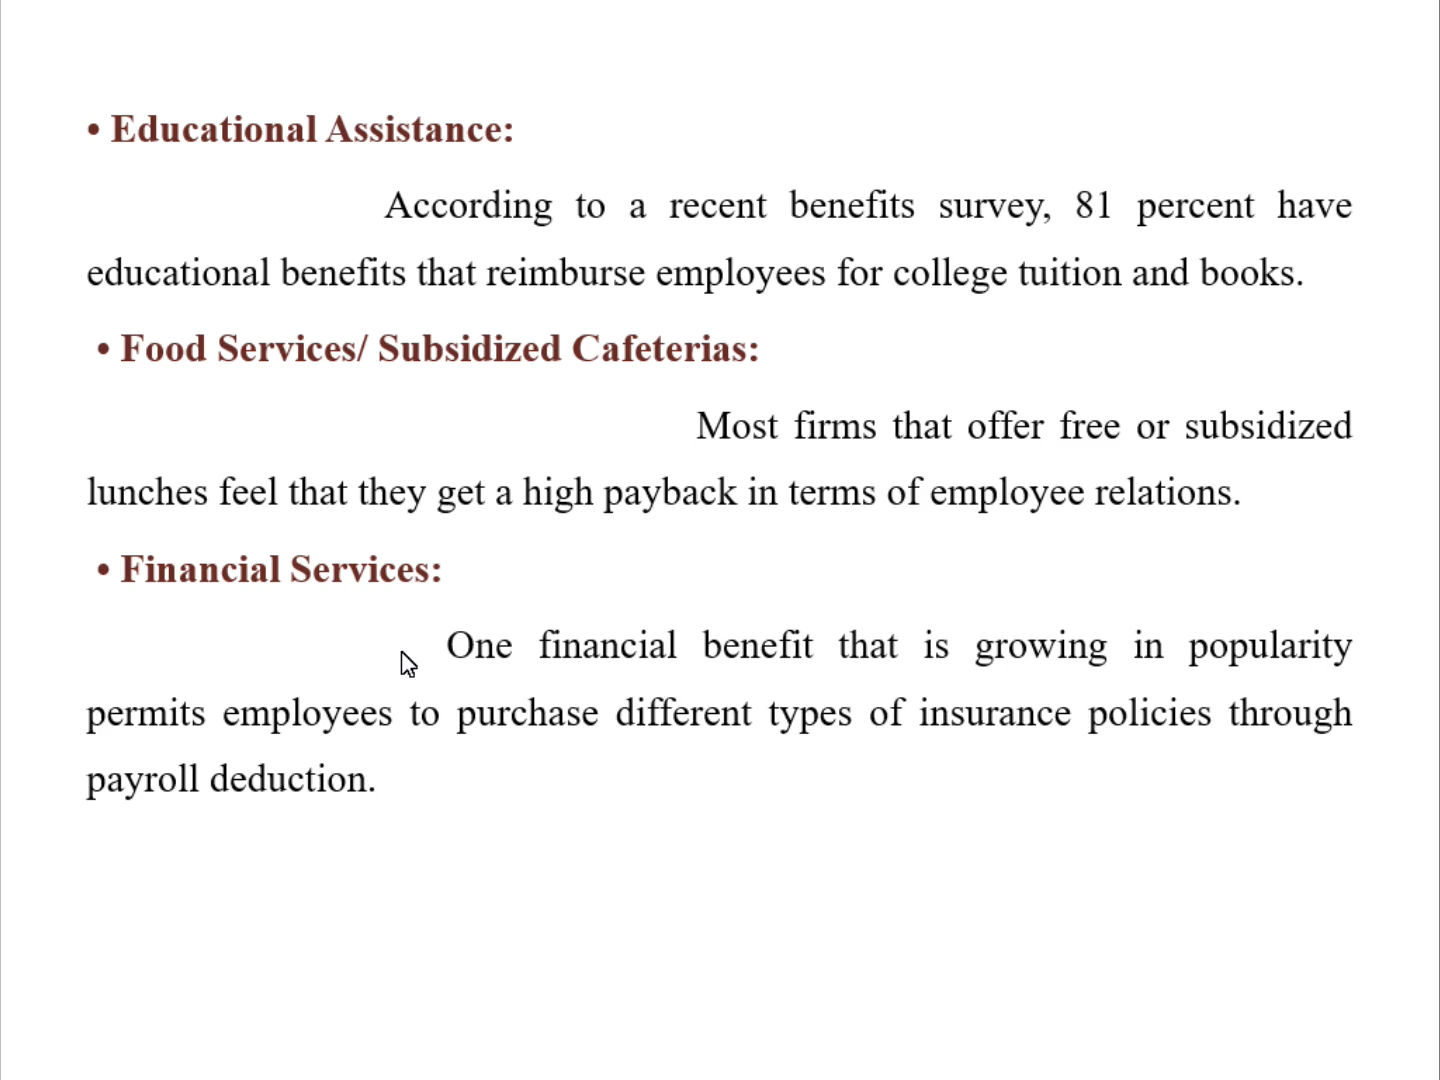 • Educational Assistance:
According to a recent benefits survey, 81 percent have
educational benefits that reimburse employees for college tuition and books.
• Food Services/ Subsidized Cafeterias:
Most firms that offer free or subsidized
lunches feel that they get a high payback in terms of employee relations.
• Financial Services:
One financial benefit that is growing in popularity
permits employees to purchase different types of insurance policies through
payroll deduction.